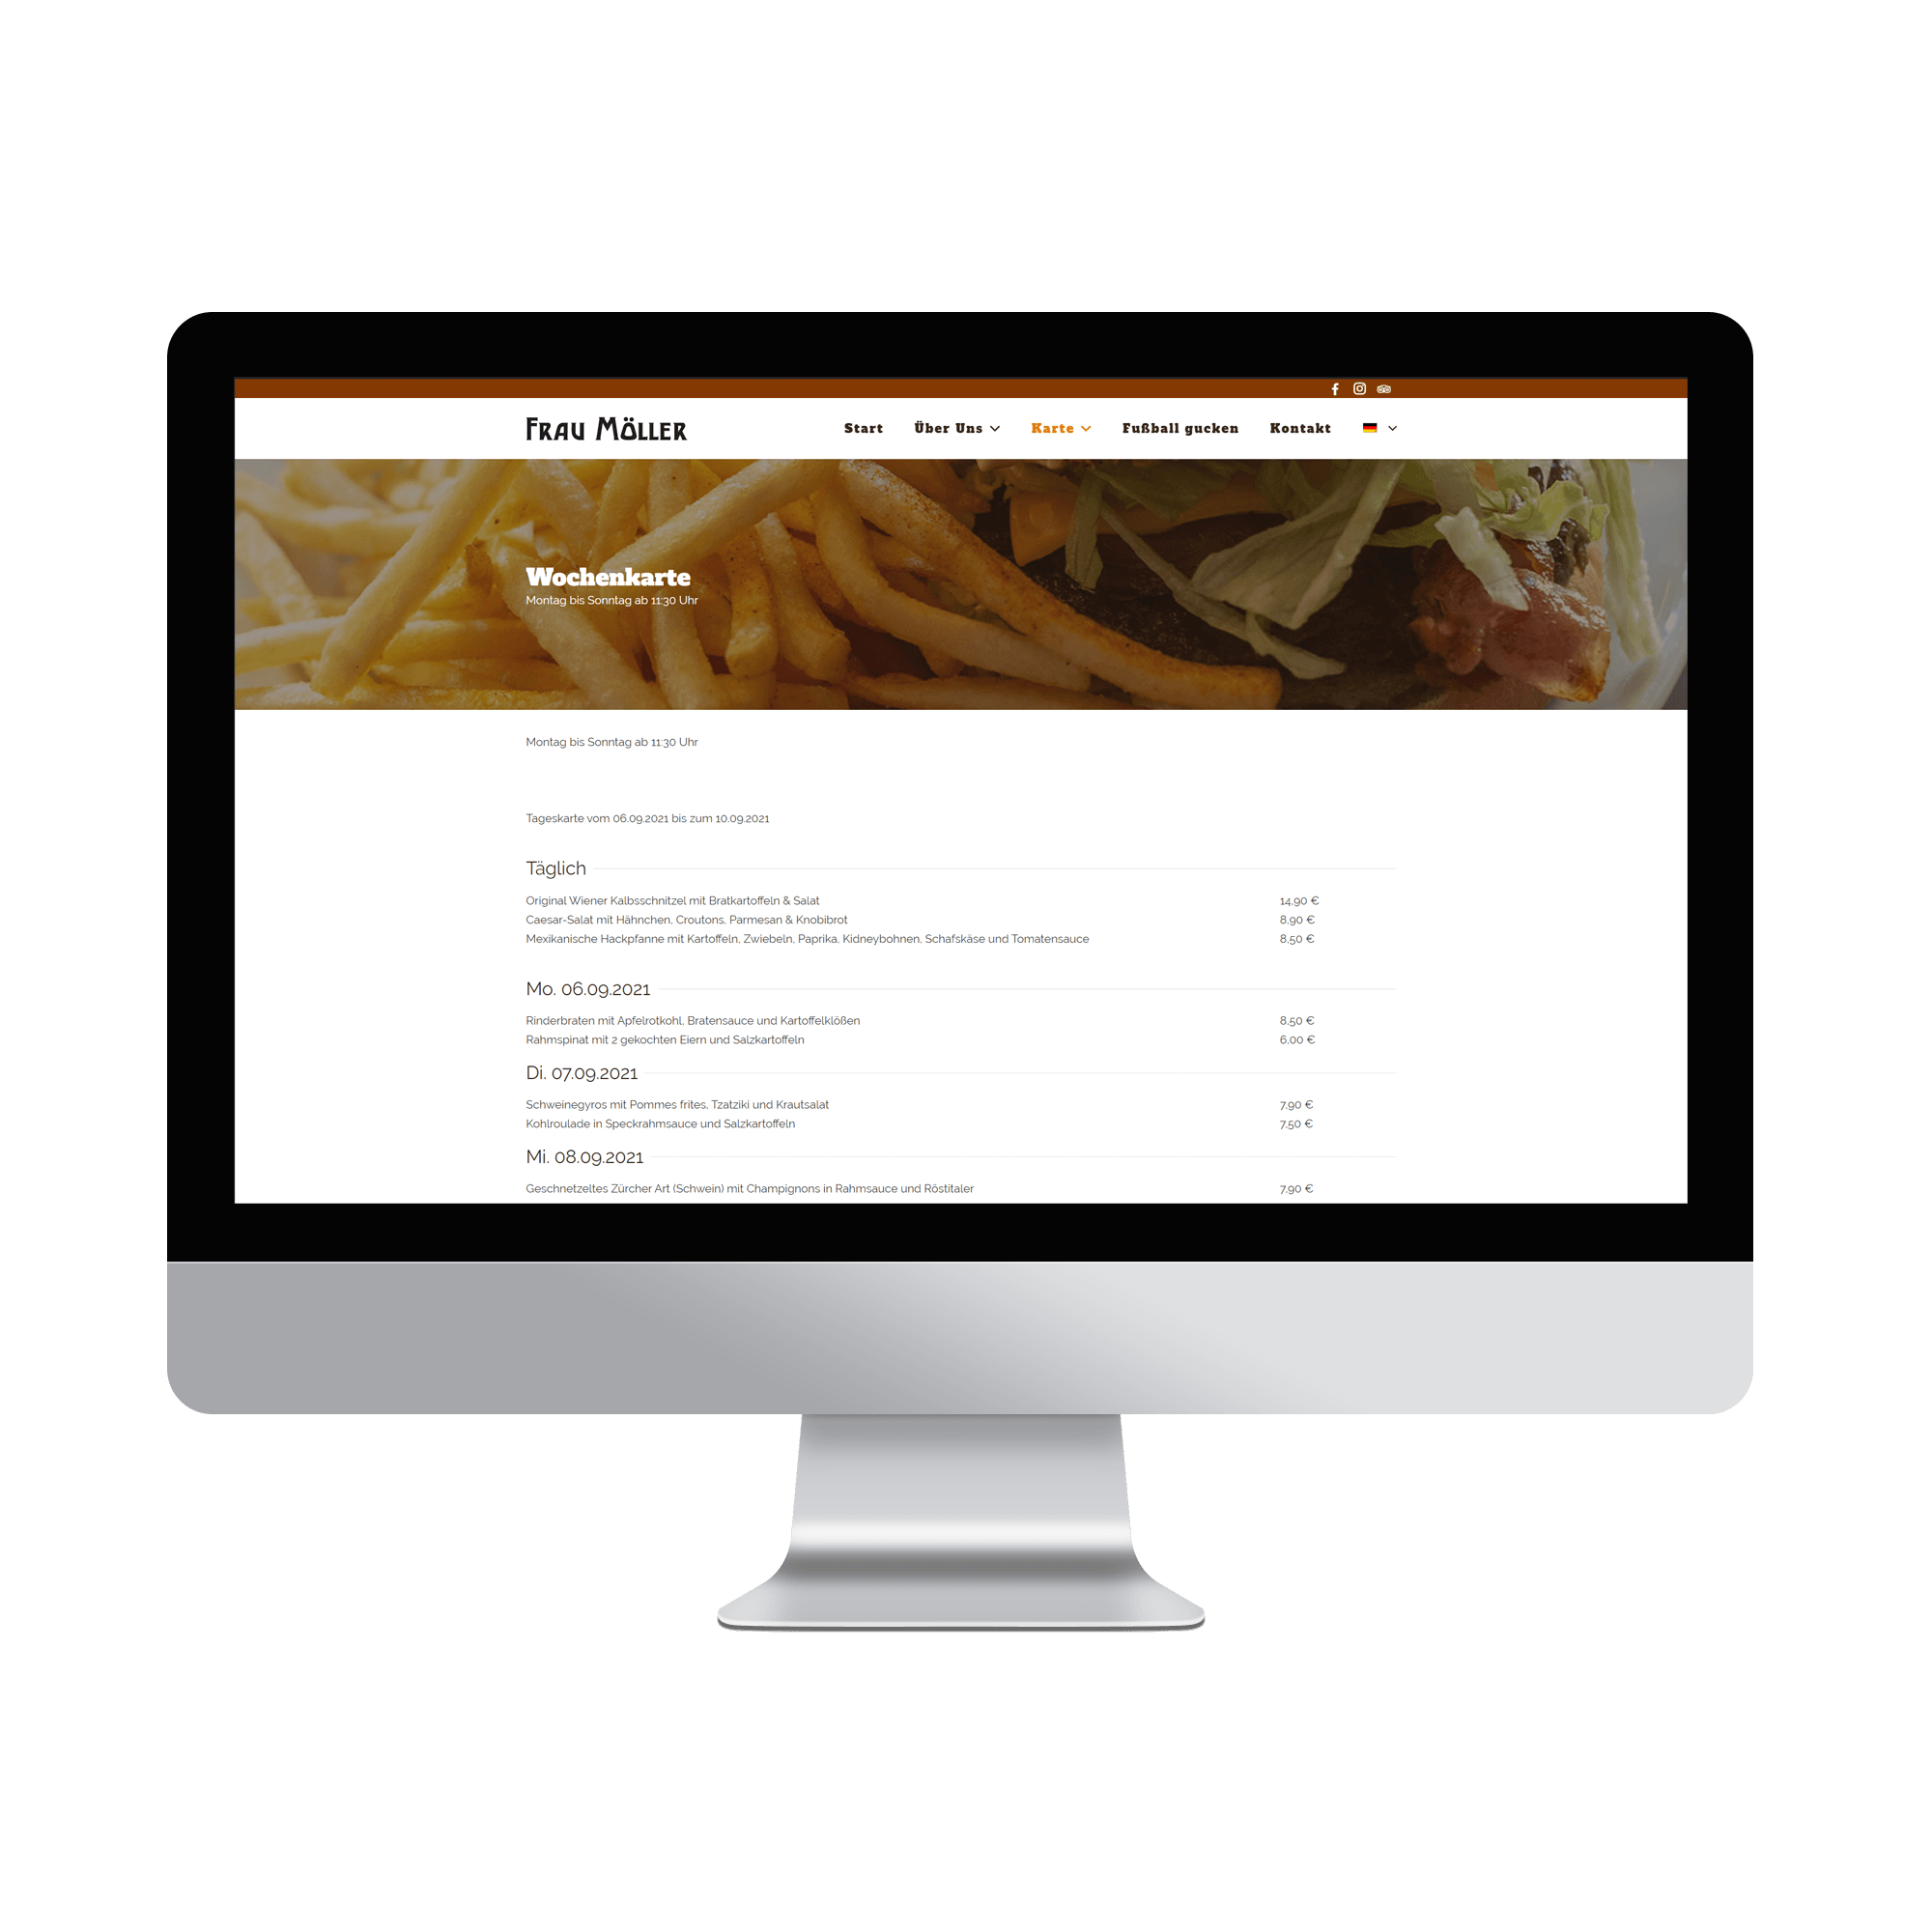 FRAU MÖLLER
Start Über Uns Karte Fußball gucken Kontakt
Wochenkarte
Montag bis Sonntag ab 11:30 Uhr
Montag bis Sonntag ab 11:30 Uhr
Tageskarte vom 06.09.2021 bis zum 10.09.2021
Täglich
Original Wiener Kalbsschnitzel mit Bratkartoffeln & Salat 14,90 €
Caesar-Salat mit Hähnchen, Croutons, Parmesan & Knobibrot 8,90 €
Mexikanische Hackpfanne mit Kartoffeln, Zwiebeln, Paprika, Kidneybohnen, Schafskäse und Tomatensauce 8,50 €
Mo. 06.09.2021
Rinderbraten mit Apfelrotkohl, Bratensauce und Kartoffelklößen 8,50 €
Rahmspinat mit 2 gekochten Eiern und Salzkartoffeln 6,00 €
Di. 07.09.2021
Schweinegyros mit Pommes frites, Tzatziki und Krautsalat 7,90 €
Kohlroulade in Speckrahmsauce und Salzkartoffeln 7,50 €
Mi. 08.09.2021
Geschnetzeltes Zürcher Art (Schwein) mit Champignons in Rahmsauce und Röstitaler 7,90 €